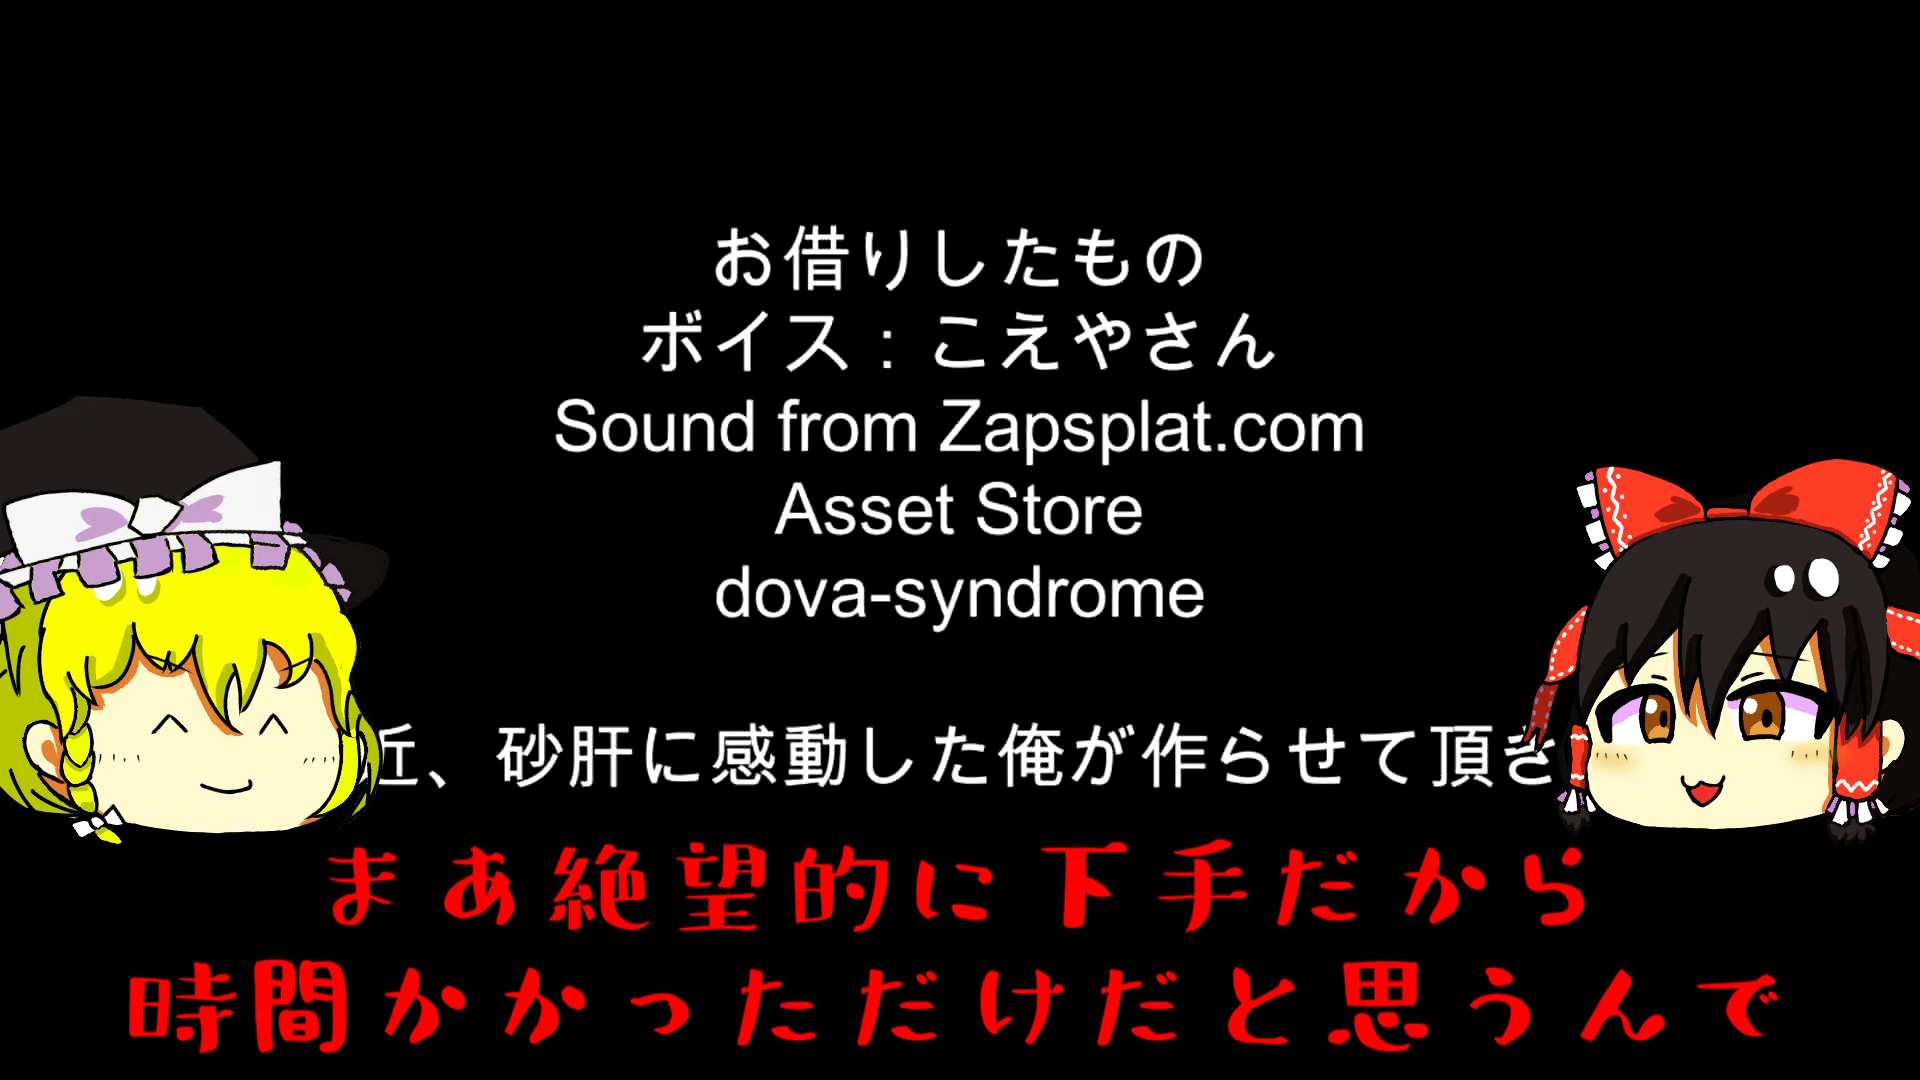 お借りしたもの
ボイス：こえやさん
Sound from Zapsplat.com
Asset Store
dova-syndrome
近、砂肝に感動した俺が作らせて頂き
まあ絶望的に下手だから
時間かかっただけだと思うんで